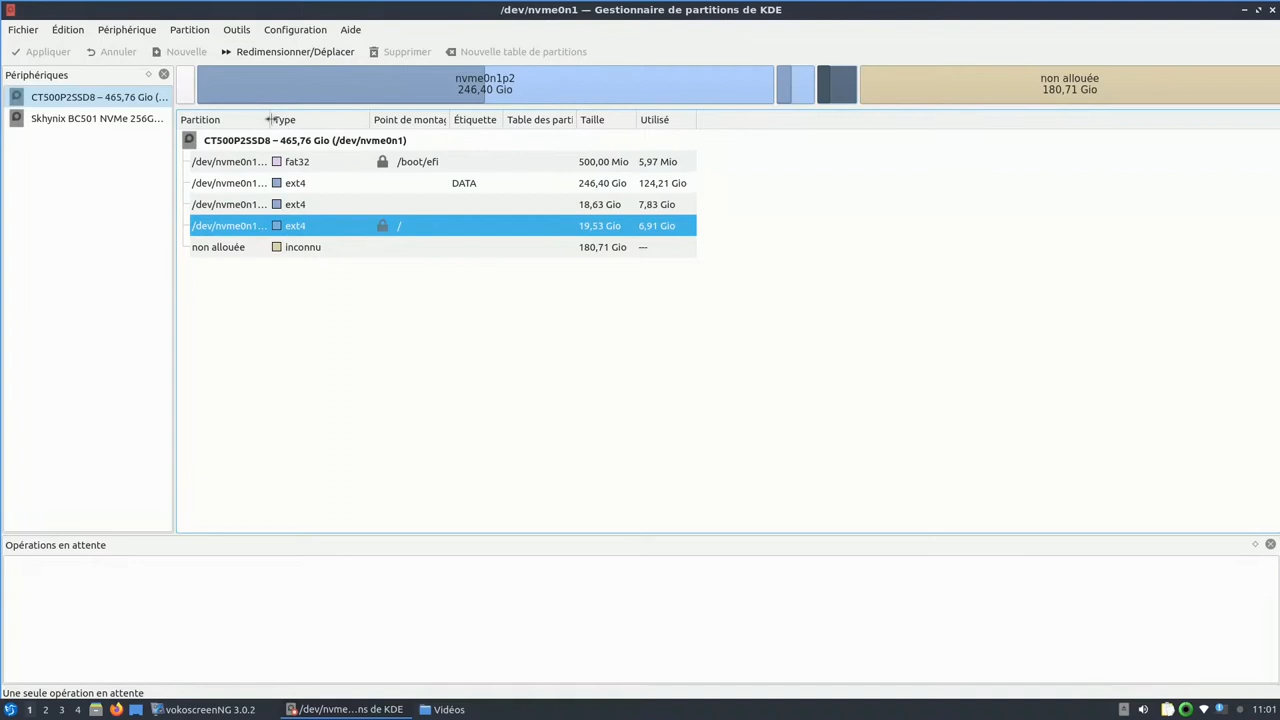 /dev/nvme0n1 — Gestionnaire de partitions de KDE
Fichier Édition Périphérique Partition Outils Configuration Aide
Appliquer Annuler Nouvelle Redimensionner/Déplacer Supprimer Nouvelle table de partitions
Périphériques
CT500P2SSD8 – 465,76 Gio (...
Skhynix BC501 NVMe 256G...
nvme0n1p2
246,40 Gio
non allouée
180,71 Gio
Partition Type Point de montag Étiquette Table des parti Taille Utilisé
CT500P2SSD8 – 465,76 Gio (/dev/nvme0n1)
/dev/nvme0n1... fat32 /boot/efi 500,00 Mio 5,97 Mio
/dev/nvme0n1... ext4 DATA 246,40 Gio 124,21 Gio
/dev/nvme0n1... ext4 18,63 Gio 7,83 Gio
/dev/nvme0n1... ext4 / 19,53 Gio 6,91 Gio
non allouée inconnu 180,71 Gio ---
Opérations en attente
Une seule opération en attente
1 2 3 4 vokoscreenNG 3.0.2 /dev/nvme...ns de KDE Vidéos 11:01